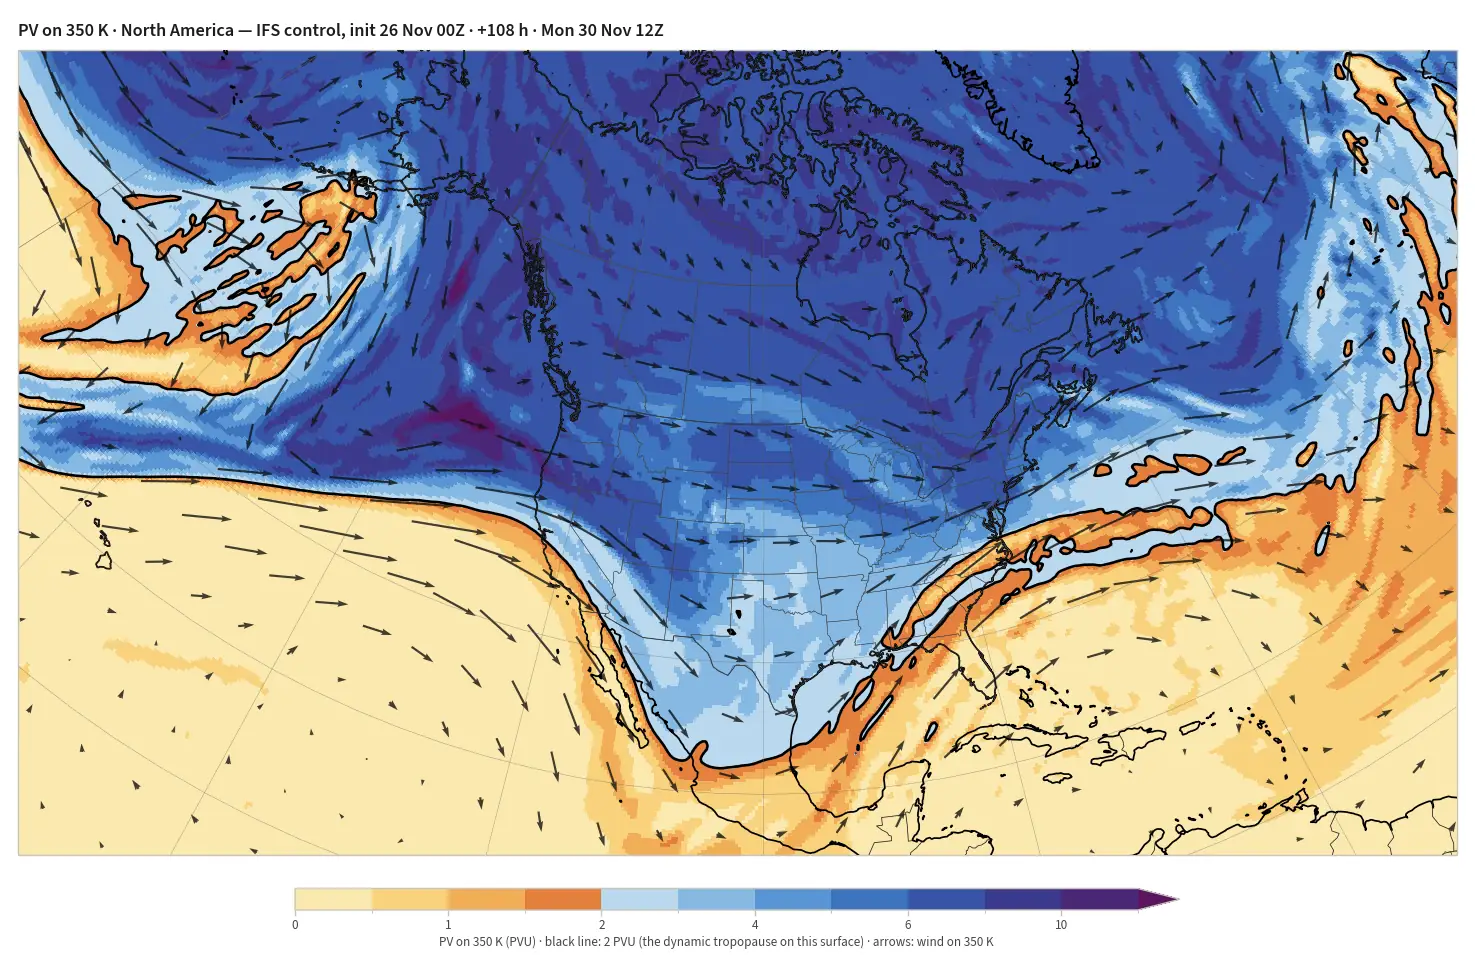 PV on 350 K · North America — IFS control, init 26 Nov 00Z · +108 h · Mon 30 Nov 12Z
0 1 2 4 6 10
PV on 350 K (PVU) · black line: 2 PVU (the dynamic tropopause on this surface) · arrows: wind on 350 K